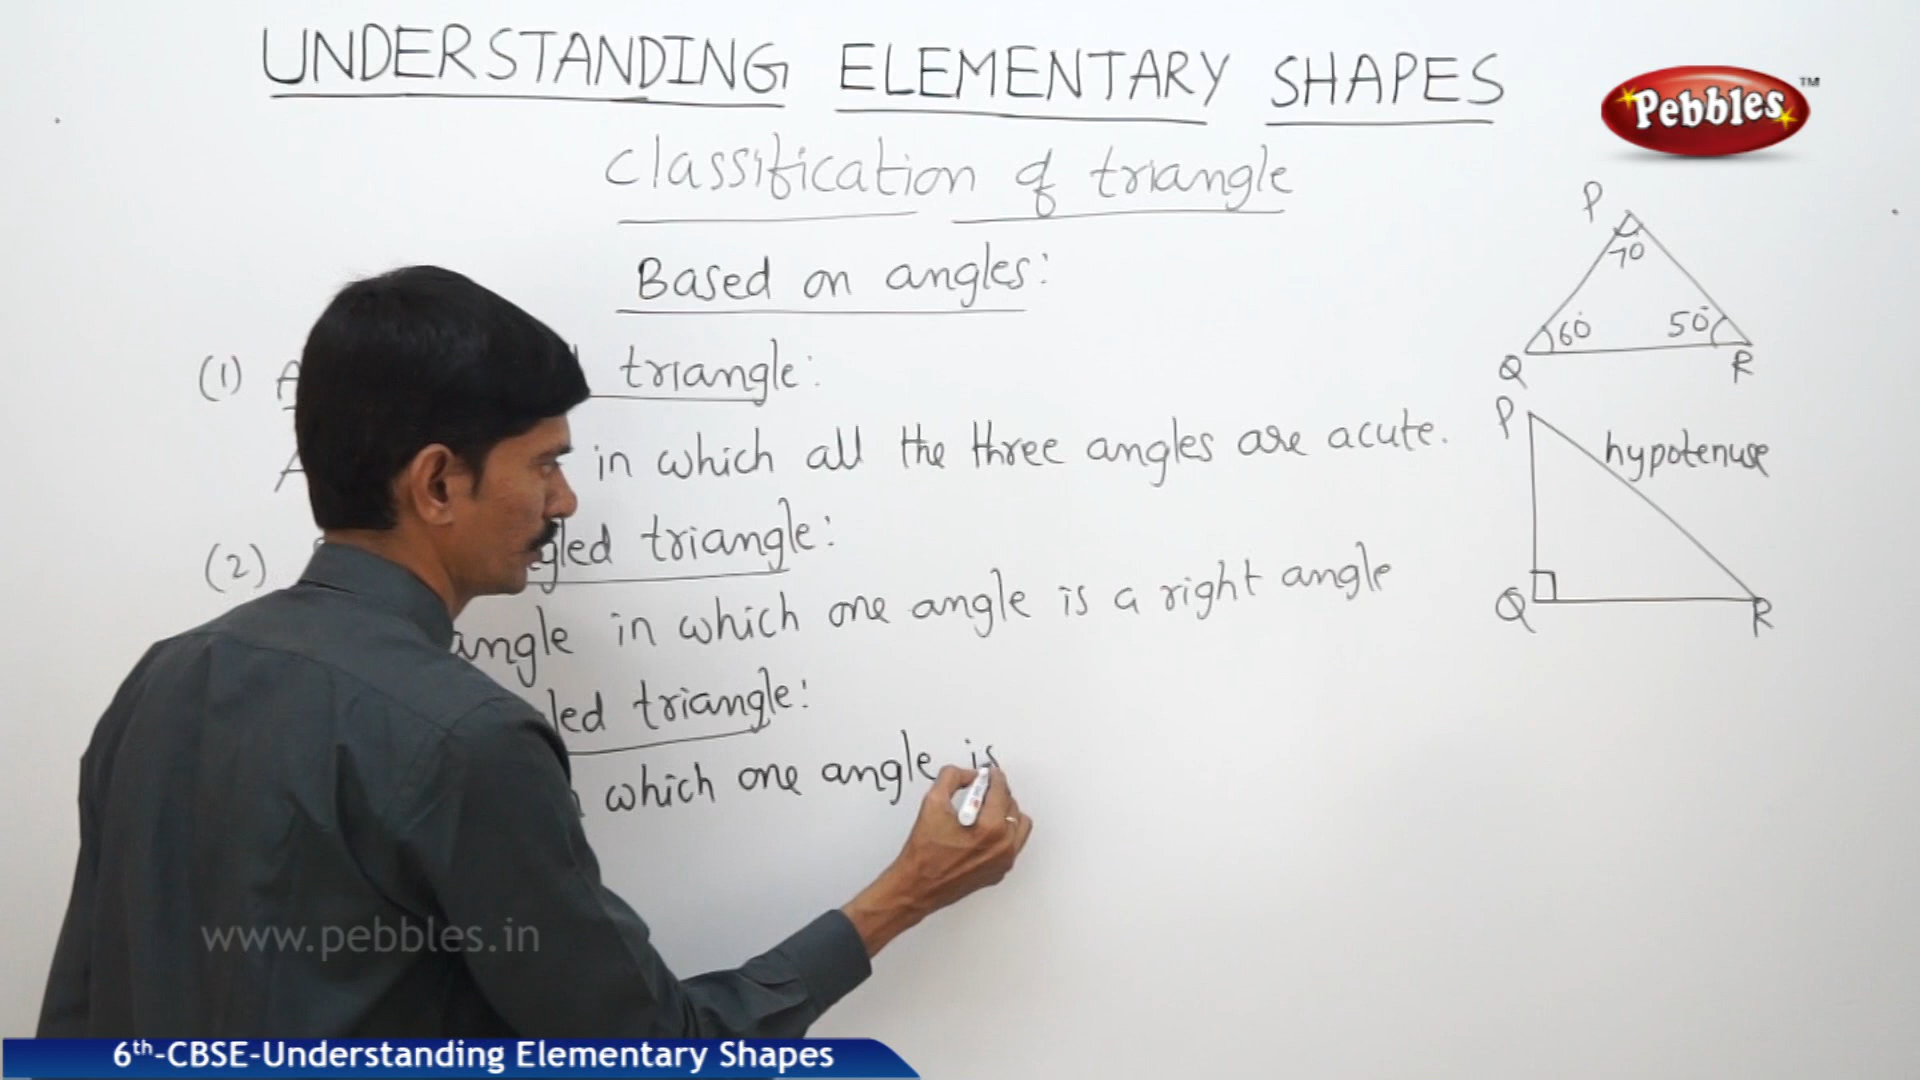 UNDERSTANDING ELEMENTARY SHAPES
Pebbles™
Classification of triangle
Based on angles:
(1) triangle:
in which all the three angles are acute.
(2) gled triangle:
angle in which one angle is a right angle
led triangle:
which one angle is
P
70
60°
50°
Q
R
P
hypotenuse
Q
R
www.pebbles.in
6th-CBSE-Understanding Elementary Shapes